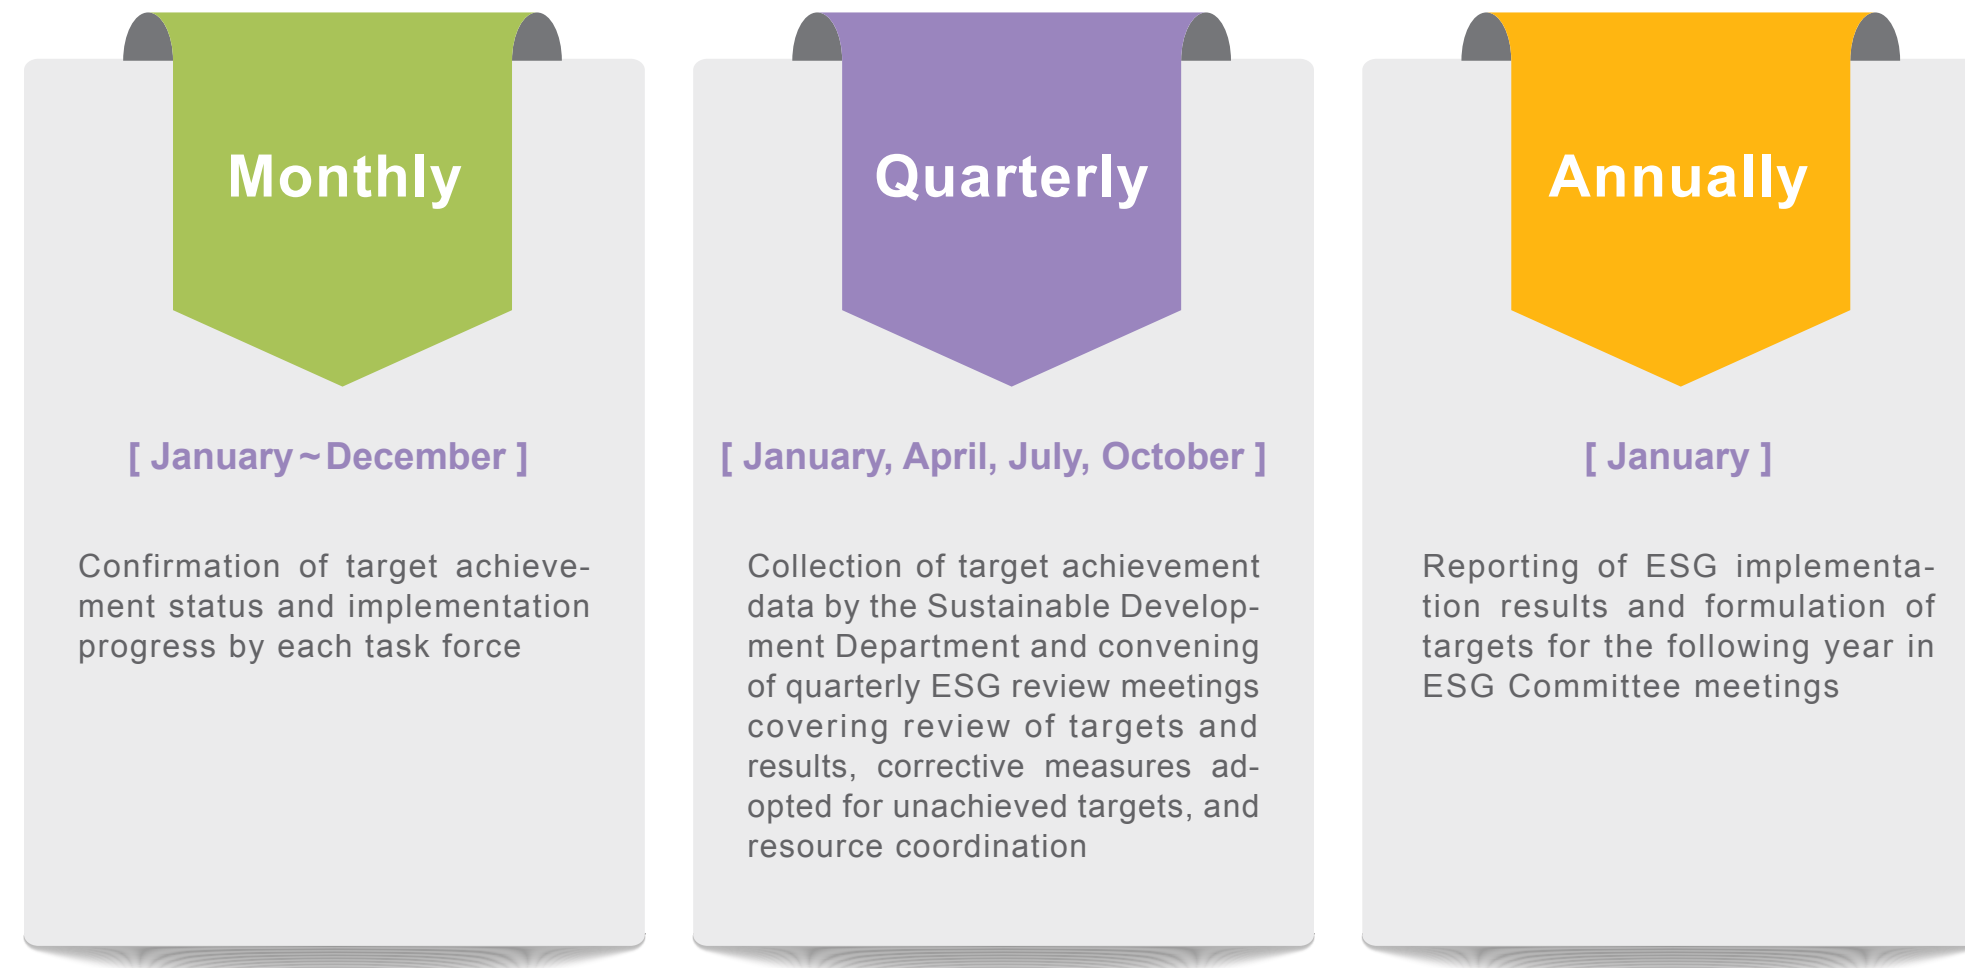 Monthly
[ January~December ]
Confirmation of target achieve-
ment status and implementation
progress by each task force
Quarterly
[ January, April, July, October ]
Collection of target achievement
data by the Sustainable Develop-
ment Department and convening
of quarterly ESG review meetings
covering review of targets and
results, corrective measures ad-
opted for unachieved targets, and
resource coordination
Annually
[ January ]
Reporting of ESG implementa-
tion results and formulation of
targets for the following year in
ESG Committee meetings